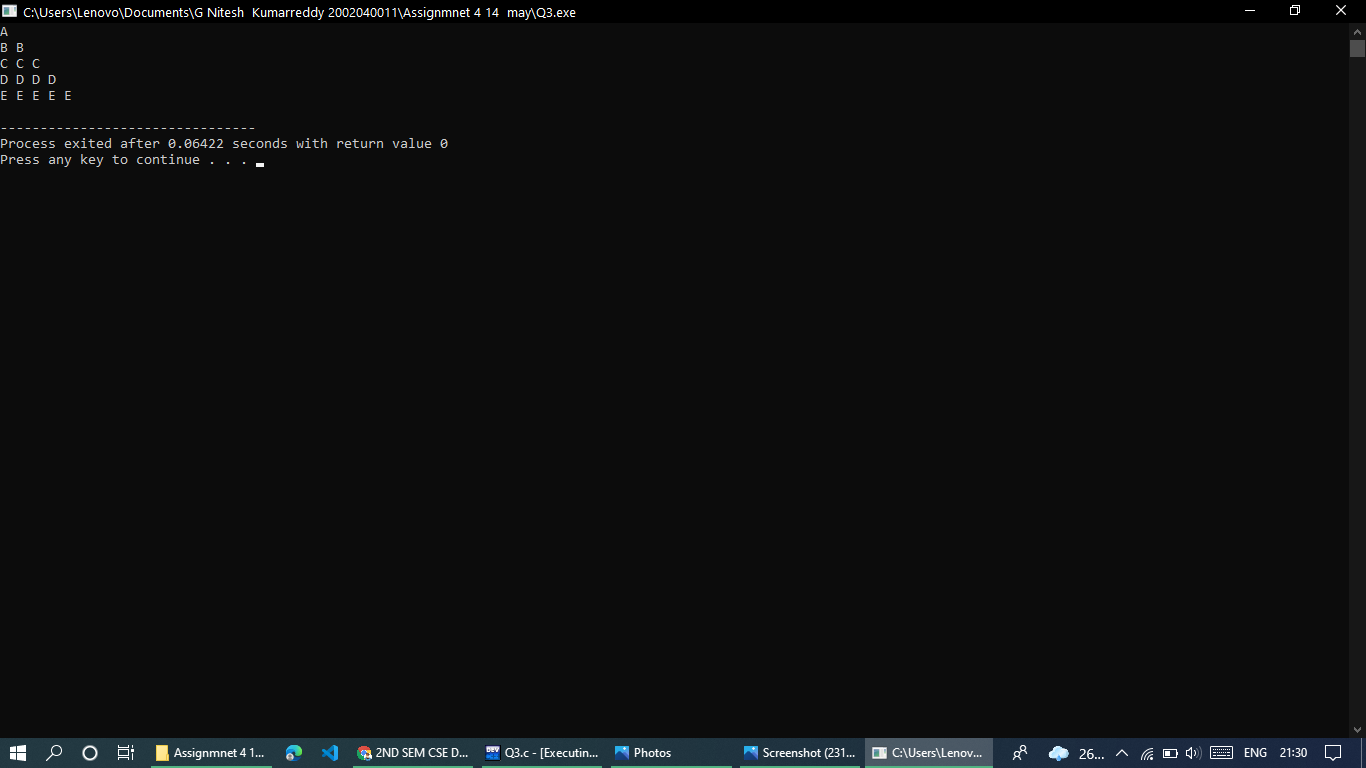 C:\Users\Lenovo\Documents\G Nitesh  Kumarreddy 2002040011\Assignmnet 4 14  may\Q3.exe
A
B B
C C C
D D D D
E E E E E
--------------------------------
Process exited after 0.06422 seconds with return value 0
Press any key to continue . . .
Assignmnet 4 1... 2ND SEM CSE D... DEV Q3.c - [Executin... Photos Screenshot (231... C:\Users\Lenov... 26... ENG 21:30